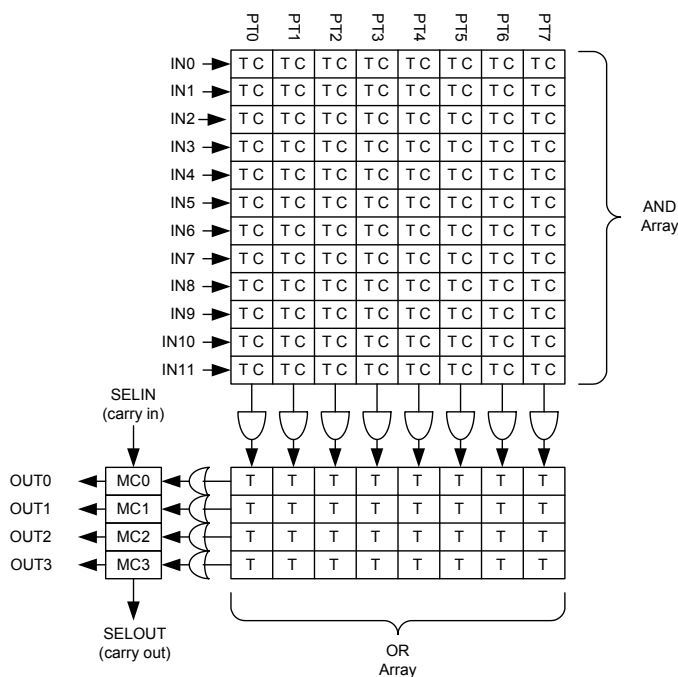 PT0 PT1 PT2 PT3 PT4 PT5 PT6 PT7
IN0 T C T C T C T C T C T C T C T C
IN1 T C T C T C T C T C T C T C T C
IN2 T C T C T C T C T C T C T C T C
IN3 T C T C T C T C T C T C T C T C
IN4 T C T C T C T C T C T C T C T C
IN5 T C T C T C T C T C T C T C T C
IN6 T C T C T C T C T C T C T C T C
IN7 T C T C T C T C T C T C T C T C
IN8 T C T C T C T C T C T C T C T C
IN9 T C T C T C T C T C T C T C T C
IN10 T C T C T C T C T C T C T C T C
IN11 T C T C T C T C T C T C T C T C
AND
Array
SELIN
(carry in)
OUT0 MC0 T T T T T T T T
OUT1 MC1 T T T T T T T T
OUT2 MC2 T T T T T T T T
OUT3 MC3 T T T T T T T T
SELOUT
(carry out)
OR
Array